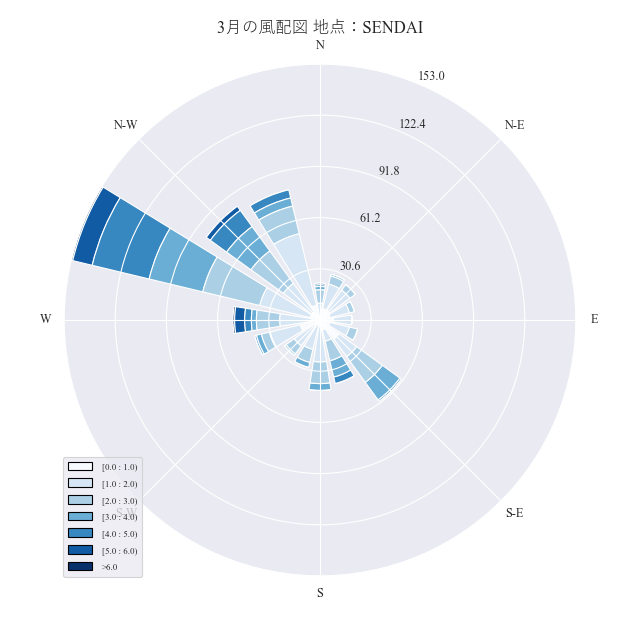 3月の風配図 地点：SENDAI
N
153.0
N-W
122.4
N-E
91.8
61.2
30.6
W
E
S-W
S-E
S
[0.0 : 1.0)
[1.0 : 2.0)
[2.0 : 3.0)
[3.0 : 4.0)
[4.0 : 5.0)
[5.0 : 6.0)
>6.0